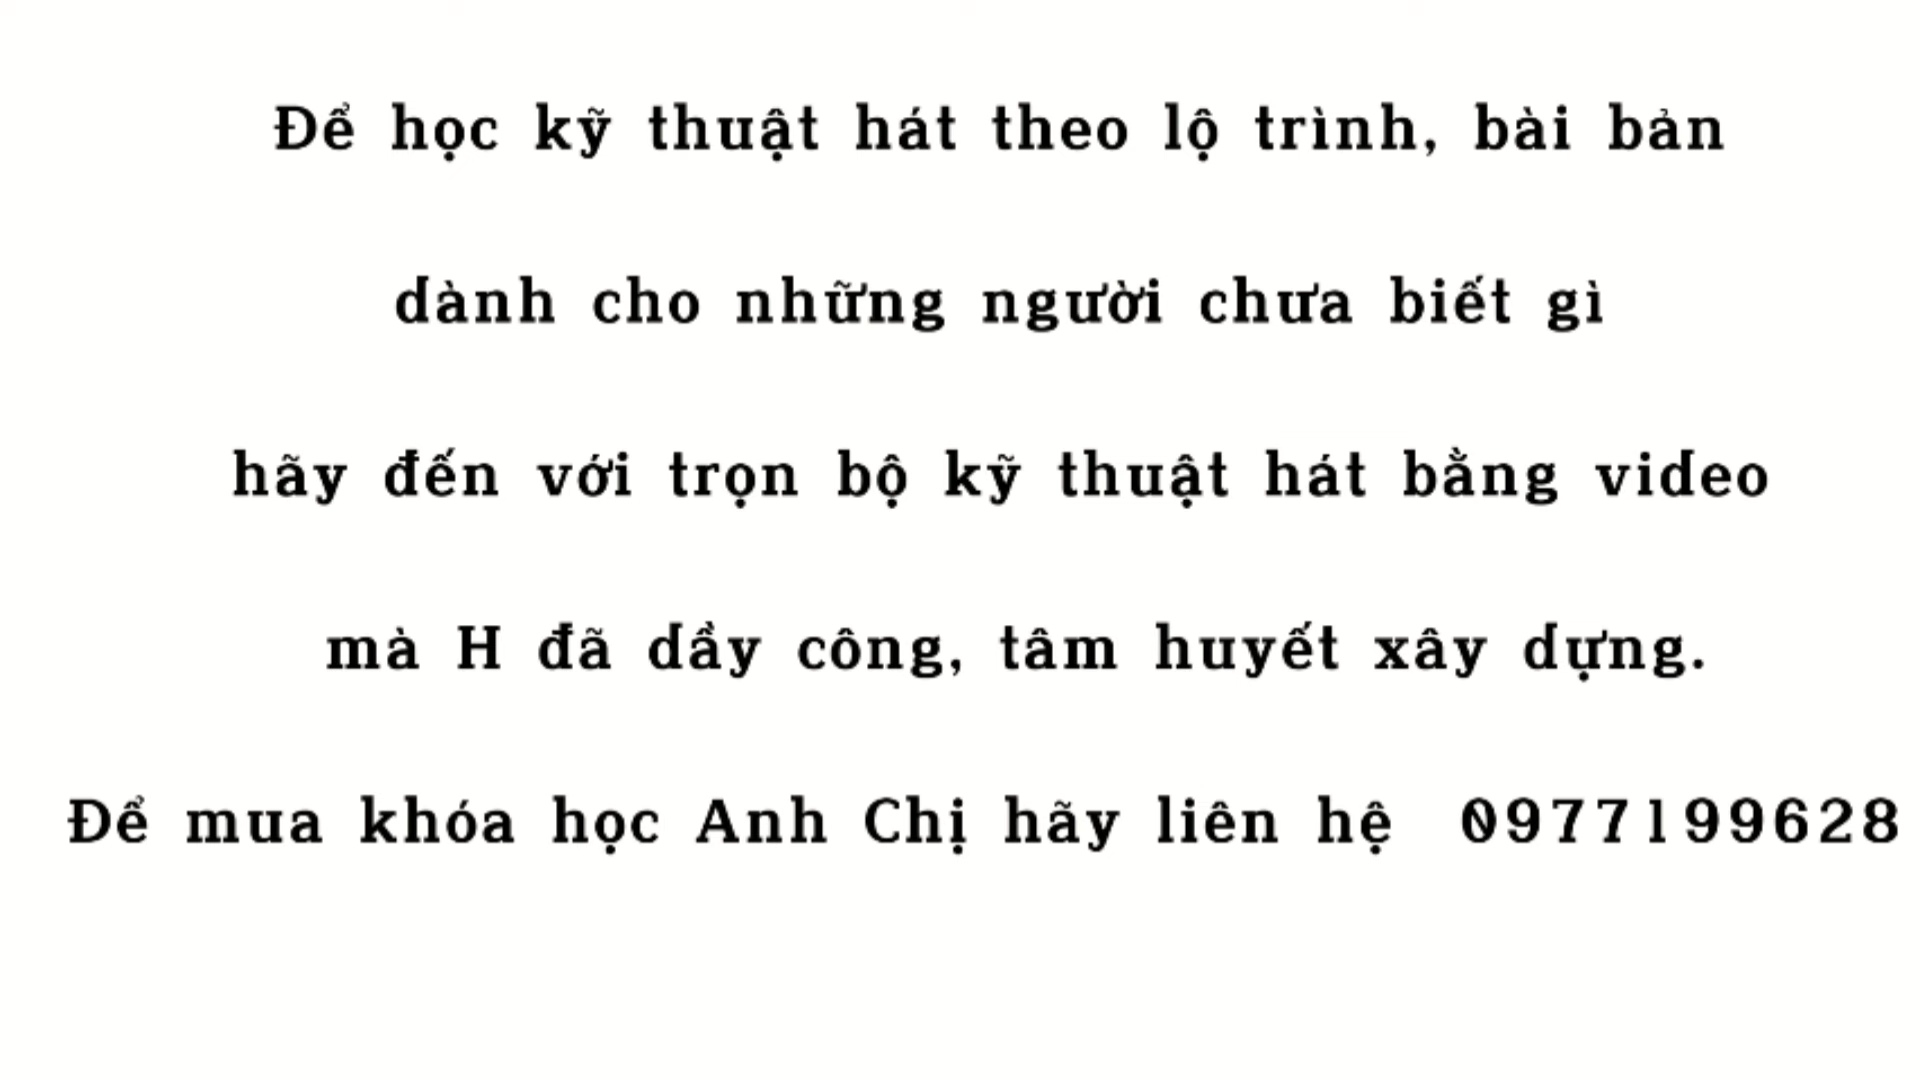 Để học kỹ thuật hát theo lộ trình, bài bản
dành cho những người chưa biết gì
hãy đến với trọn bộ kỹ thuật hát bằng video
mà H đã dầy công, tâm huyết xây dựng.
Để mua khóa học Anh Chị hãy liên hệ 0977199628